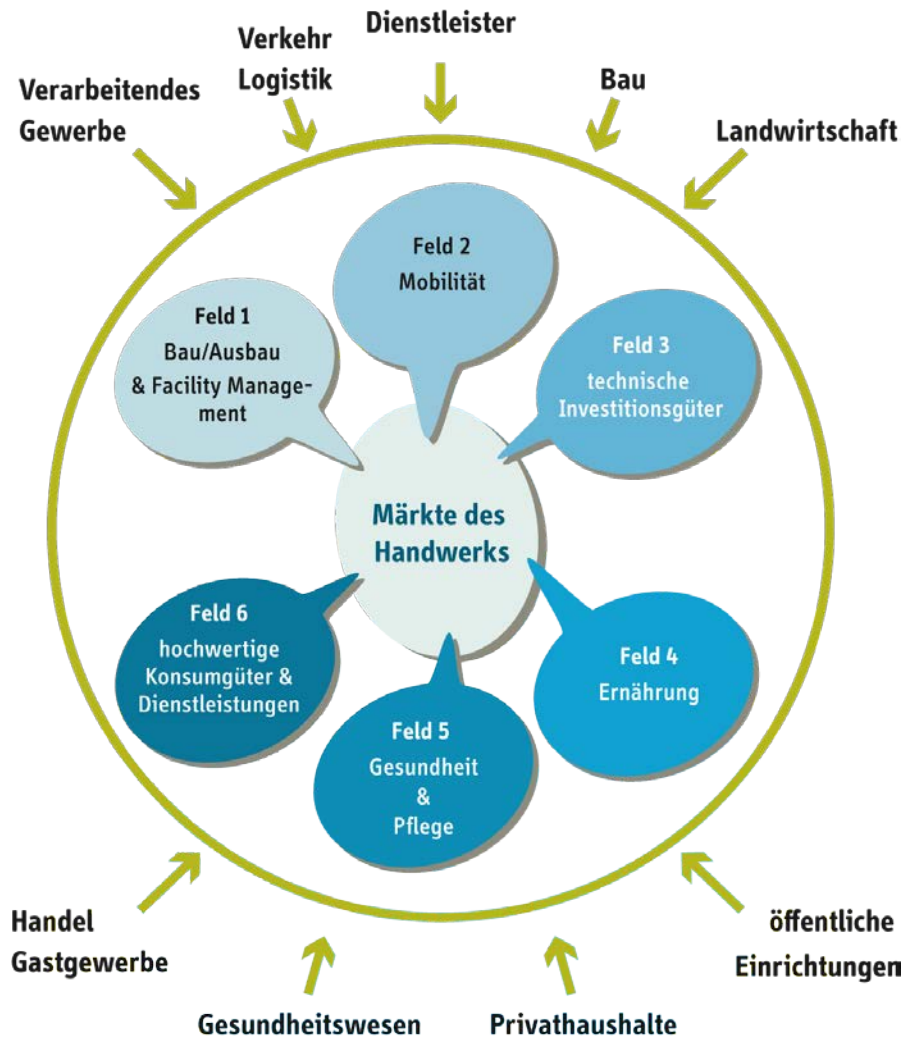 Dienstleister
Verkehr
Logistik
Bau
Verarbeitendes
Gewerbe
Landwirtschaft
Feld 2
Mobilität
Feld 1
Bau/Ausbau
& Facility Manage-
ment
Feld 3
technische
Investitionsgüter
Märkte des
Handwerks
Feld 6
hochwertige
Konsumgüter &
Dienstleistungen
Feld 4
Ernährung
Feld 5
Gesundheit
&
Pflege
Handel
Gastgewerbe
öffentliche
Einrichtungen
Gesundheitswesen
Privathaushalte